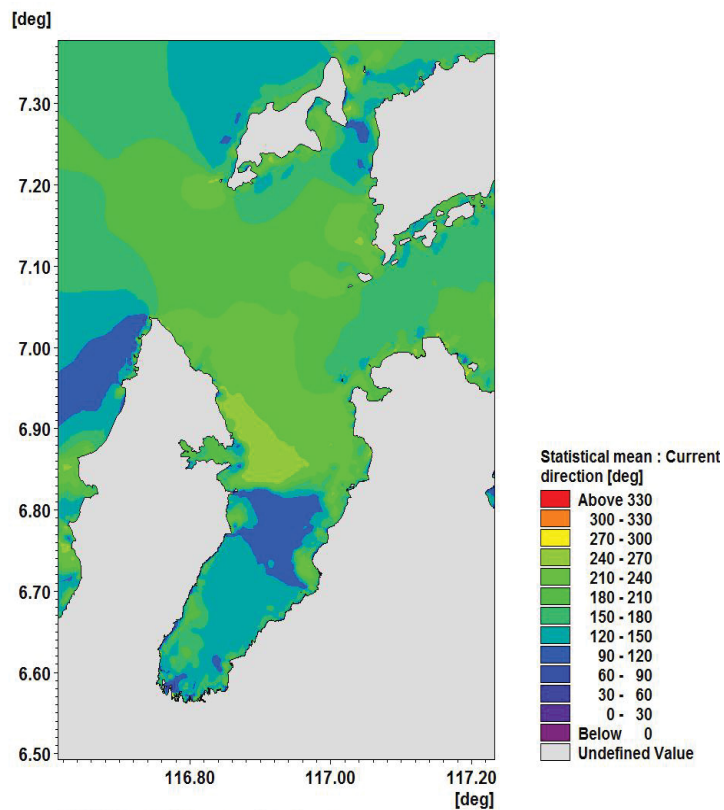 [deg]
7.30
7.20
7.10
7.00
6.90
6.80
6.70
6.60
6.50
116.80 117.00 117.20
[deg]
Statistical mean : Current
direction [deg]
Above 330
300 - 330
270 - 300
240 - 270
210 - 240
180 - 210
150 - 180
120 - 150
90 - 120
60 - 90
30 - 60
0 - 30
Below 0
Undefined Value